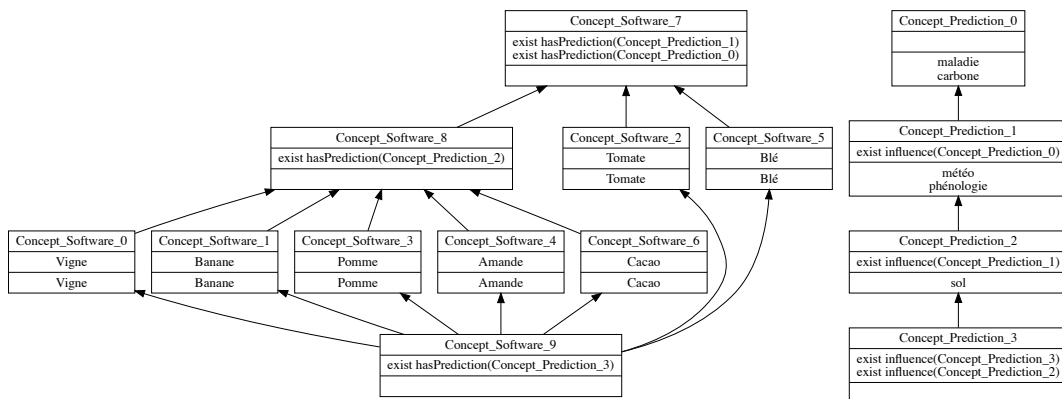 Concept_Software_7
exist hasPrediction(Concept_Prediction_1)
exist hasPrediction(Concept_Prediction_0)
Concept_Prediction_0
maladie
carbone
Concept_Software_8
exist hasPrediction(Concept_Prediction_2)
Concept_Software_2
Tomate
Tomate
Concept_Software_5
Blé
Blé
Concept_Prediction_1
exist influence(Concept_Prediction_0)
météo
phénologie
Concept_Software_0
Vigne
Vigne
Concept_Software_1
Banane
Banane
Concept_Software_3
Pomme
Pomme
Concept_Software_4
Amande
Amande
Concept_Software_6
Cacao
Cacao
Concept_Prediction_2
exist influence(Concept_Prediction_1)
sol
Concept_Software_9
exist hasPrediction(Concept_Prediction_3)
Concept_Prediction_3
exist influence(Concept_Prediction_3)
exist influence(Concept_Prediction_2)